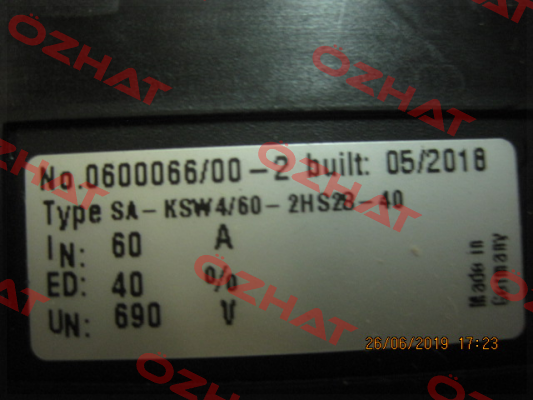 ÖZHAT
No.0600066/00-2 built: 05/2018
Type SA-KSW4/60-2HS28-40
IN: 60 A
ED: 40 %
UN: 690 V
Made in
Germany
26/06/2019 17:23